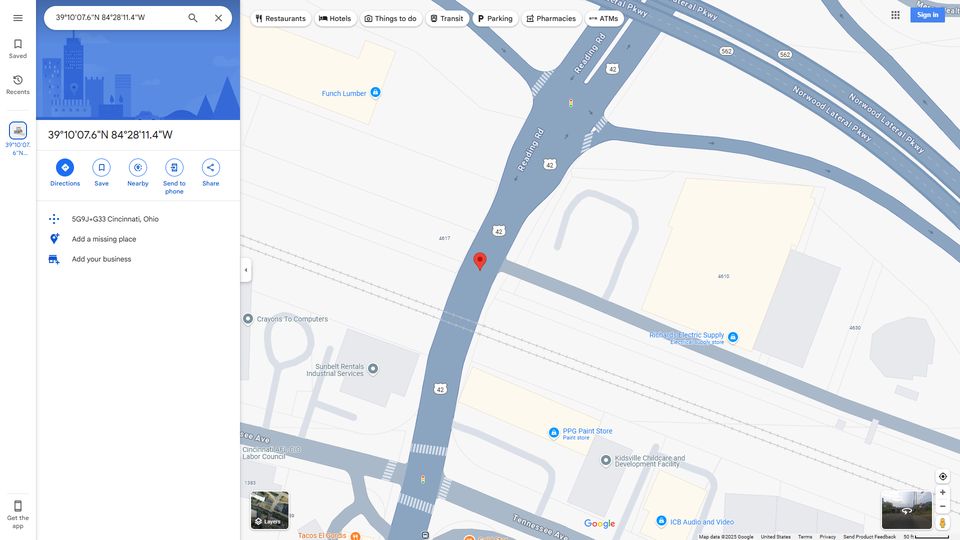 39°10'07.6"N 84°28'11.4"W
Saved
Recents
39°10'07.
6"N...
Get the
app
39°10'07.6"N 84°28'11.4"W
Directions
Save
Nearby
Send to
phone
Share
5G9J+G33 Cincinnati, Ohio
Add a missing place
Add your business
Restaurants
Hotels
Things to do
Transit
Parking
Pharmacies
ATMs
Sign in
Funch Lumber
Reading Rd
42
Reading Rd
42
42
42
562
562
Norwood Lateral Pkwy
Norwood Lateral Pkwy
Norwood Lateral Pkwy
4617
4610
4630
Crayons To Computers
Richards Electric Supply
Electrical supply store
Sunbelt Rentals
Industrial Services
PPG Paint Store
Paint store
Cincinnati AFL-CIO
Labor Council
Kidsville Childcare and
Development Facility
1383
Tennessee Ave
ICB Audio and Video
Tacos El Gordis
Layers
Google
Map data ©2025 Google
United States
Terms
Privacy
Send Product Feedback
50 ft